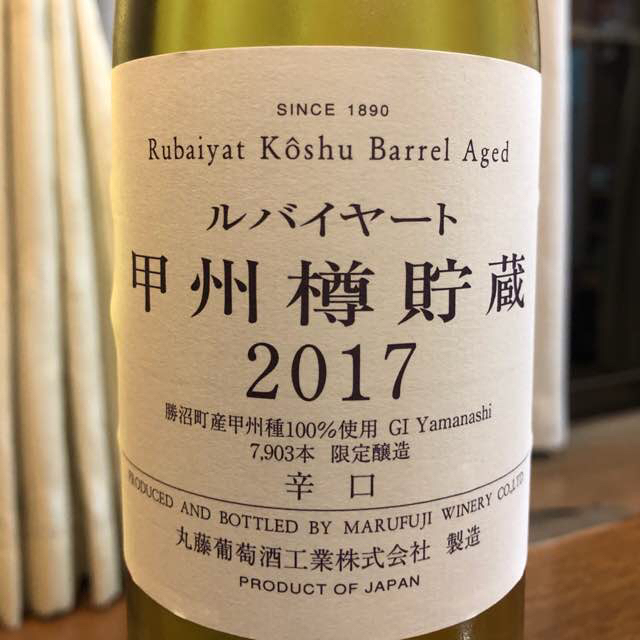 SINCE 1890
Rubaiyat Kôshu Barrel Aged
ルバイヤート
甲州樽貯蔵
2017
勝沼町産甲州種100%使用 GI Yamanashi
7,903本 限定醸造
辛口
PRODUCED AND BOTTLED BY MARUFUJI WINERY CO.,LTD.
丸藤葡萄酒工業株式会社 製造
PRODUCT OF JAPAN